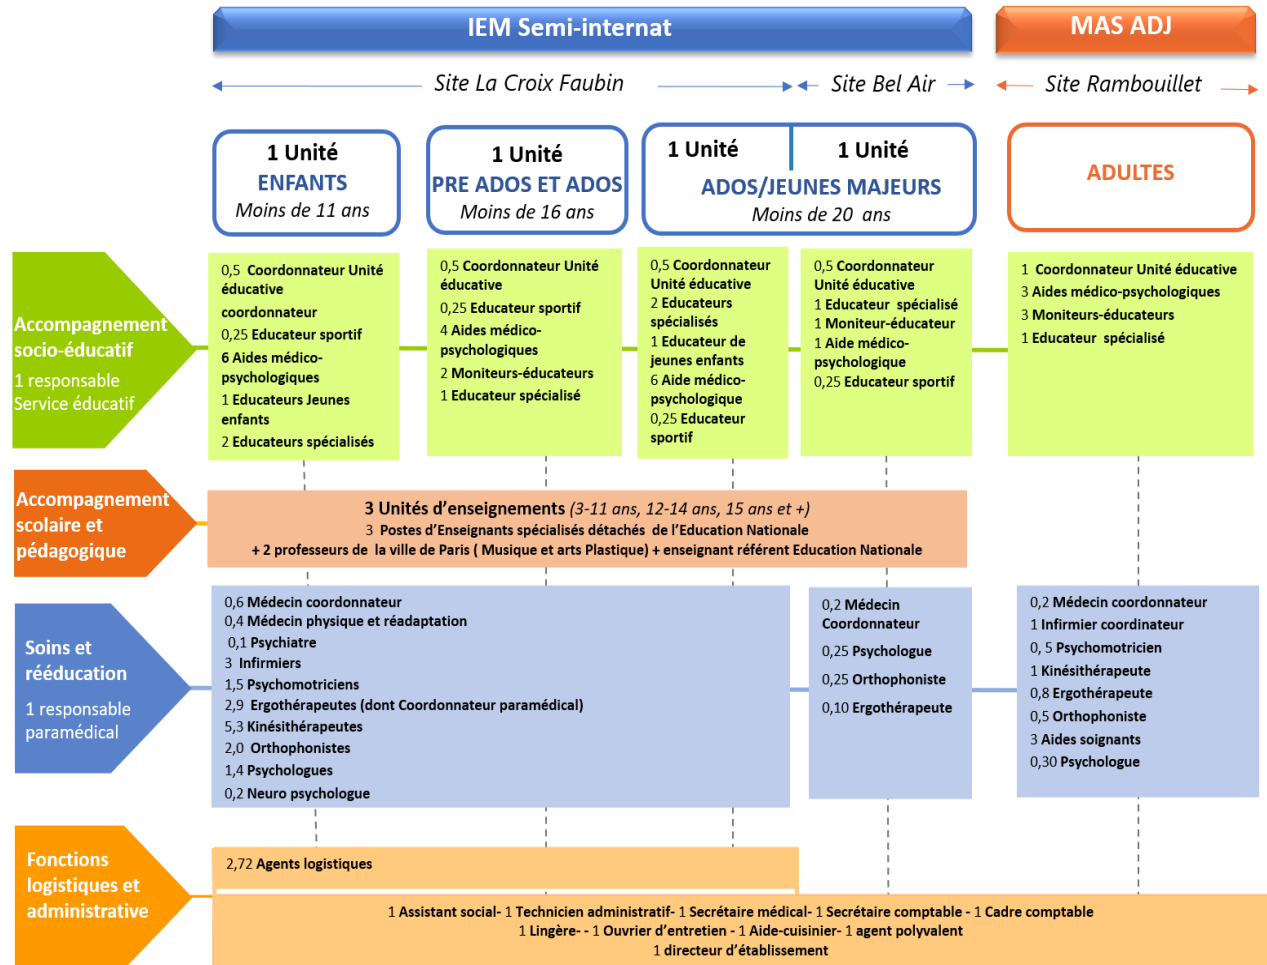 IEM Semi-internat
MAS ADJ
Site La Croix Faubin
Site Bel Air
Site Rambouillet
1 Unité
ENFANTS
Moins de 11 ans
1 Unité
PRE ADOS ET ADOS
Moins de 16 ans
1 Unité
1 Unité
ADOS/JEUNES MAJEURS
Moins de 20 ans
ADULTES
Accompagnement
socio-éducatif
1 responsable
Service éducatif
0,5 Coordonnateur Unité
éducative
coordonnateur
0,25 Educateur sportif
6 Aides médico-
psychologiques
1 Educateurs Jeunes
enfants
2 Educateurs spécialisés
0,5 Coordonnateur Unité
éducative
0,25 Educateur sportif
4 Aides médico-
psychologiques
2 Moniteurs-éducateurs
1 Educateur spécialisé
0,5 Coordonnateur
Unité éducative
2 Educateurs
spécialisés
1 Educateur de
jeunes enfants
6 Aide médico-
psychologique
0,25 Educateur
sportif
0,5 Coordonnateur
Unité éducative
1 Educateur spécialisé
1 Moniteur-éducateur
1 Aide médico-
psychologique
0,25 Educateur sportif
1 Coordonnateur Unité éducative
3 Aides médico-psychologiques
3 Moniteurs-éducateurs
1 Educateur spécialisé
Accompagnement
scolaire et
pédagogique
3 Unités d’enseignements (3-11 ans, 12-14 ans, 15 ans et +)
3 Postes d’Enseignants spécialisés détachés de l’Education Nationale
+ 2 professeurs de la ville de Paris ( Musique et arts Plastique) + enseignant référent Education Nationale
Soins et
rééducation
1 responsable
paramédical
0,6 Médecin coordonnateur
0,4 Médecin physique et réadaptation
0,1 Psychiatre
3 Infirmiers
1,5 Psychomotriciens
2,9 Ergothérapeutes (dont Coordonnateur paramédical)
5,3 Kinésithérapeutes
2,0 Orthophonistes
1,4 Psychologues
0,2 Neuro psychologue
0,2 Médecin
Coordonnateur
0,25 Psychologue
0,25 Orthophoniste
0,10 Ergothérapeute
0,2 Médecin coordonnateur
1 Infirmier coordinateur
0, 5 Psychomotricien
1 Kinésithérapeute
0,8 Ergothérapeute
0,5 Orthophoniste
3 Aides soignants
0,30 Psychologue
Fonctions
logistiques et
administrative
2,72 Agents logistiques
1 Assistant social- 1 Technicien administratif- 1 Secrétaire médical- 1 Secrétaire comptable - 1 Cadre comptable
1 Lingère- - 1 Ouvrier d’entretien - 1 Aide-cuisinier- 1 agent polyvalent
1 directeur d’établissement